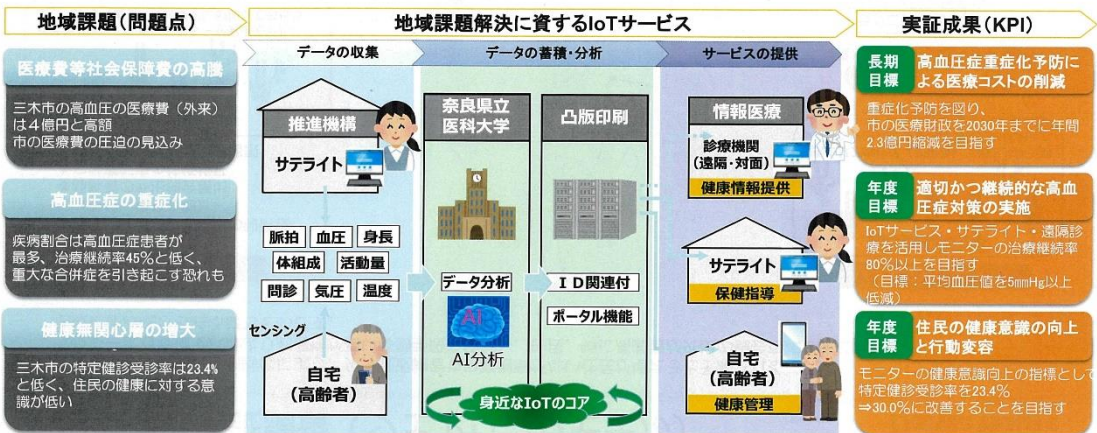 地域課題(問題点)
医療費等社会保障費の高騰
三木市の高血圧の医療費（外来）
は４億円と高額
市の医療費の圧迫の見込み
高血圧症の重症化
疾病割合は高血圧症患者が
最多、治療継続率45%と低く、
重大な合併症を引き起こす恐れも
健康無関心層の増大
三木市の特定健診受診率は23.4%
と低く、住民の健康に対する意
識が低い
地域課題解決に資するIoTサービス
データの収集
推進機構
サテライト
脈拍 血圧 身長
体組成 活動量
問診 気圧 温度
センシング
自宅
(高齢者)
データの蓄積・分析
奈良県立
医科大学
データ分析
AI
AI分析
凸版印刷
ＩＤ関連付
ポータル機能
身近なIoTのコア
サービスの提供
情報医療
診療機関
(遠隔・対面)
健康情報提供
サテライト
保健指導
自宅
(高齢者)
健康管理
実証成果(KPI)
長期
目標
高血圧症重症化予防に
よる医療コストの削減
重症化予防を図り、
市の医療財政を2030年までに年間
2.3億円縮減を目指す
年度
目標
適切かつ継続的な高血
圧症対策の実施
IoTサービス・サテライト・遠隔診
療を活用しモニターの治療継続率
80%以上を目指す
（目標：平均血圧値を5mmHg以上
低減）
年度
目標
住民の健康意識の向上
と行動変容
モニターの健康意識向上の指標として
特定健診受診率を23.4%
⇒30.0%に改善することを目指す